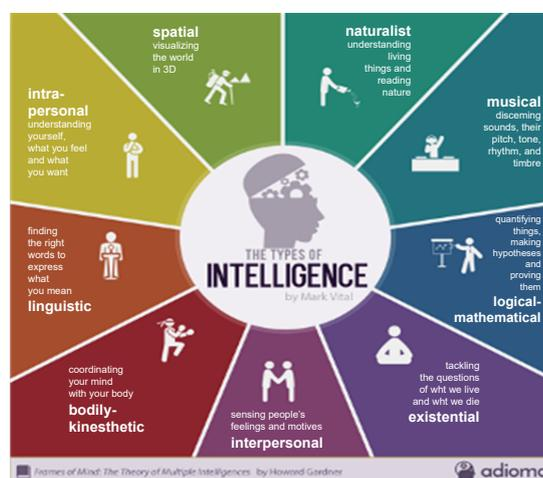 spatial
visualizing
the world
in 3D
naturalist
understanding
living
things and
reading
nature
musical
discerning
sounds, their
pitch, tone,
rhythm, and
timbre
quantifying
things,
making
hypotheses
and
proving
them
logical-
mathematical
tackling
the questions
of wht we live
and wht we die
existential
sensing people's
feelings and motives
interpersonal
coordinating
your mind
with your body
bodily-
kinesthetic
finding
the right
words to
express
what
you mean
linguistic
intra-
personal
understanding
yourself,
what you feel
and what
you want
THE TYPES OF
INTELLIGENCE
by Mark Vital
Frames of Mind: The Theory of Multiple Intelligences by Howard Gardner
adioma